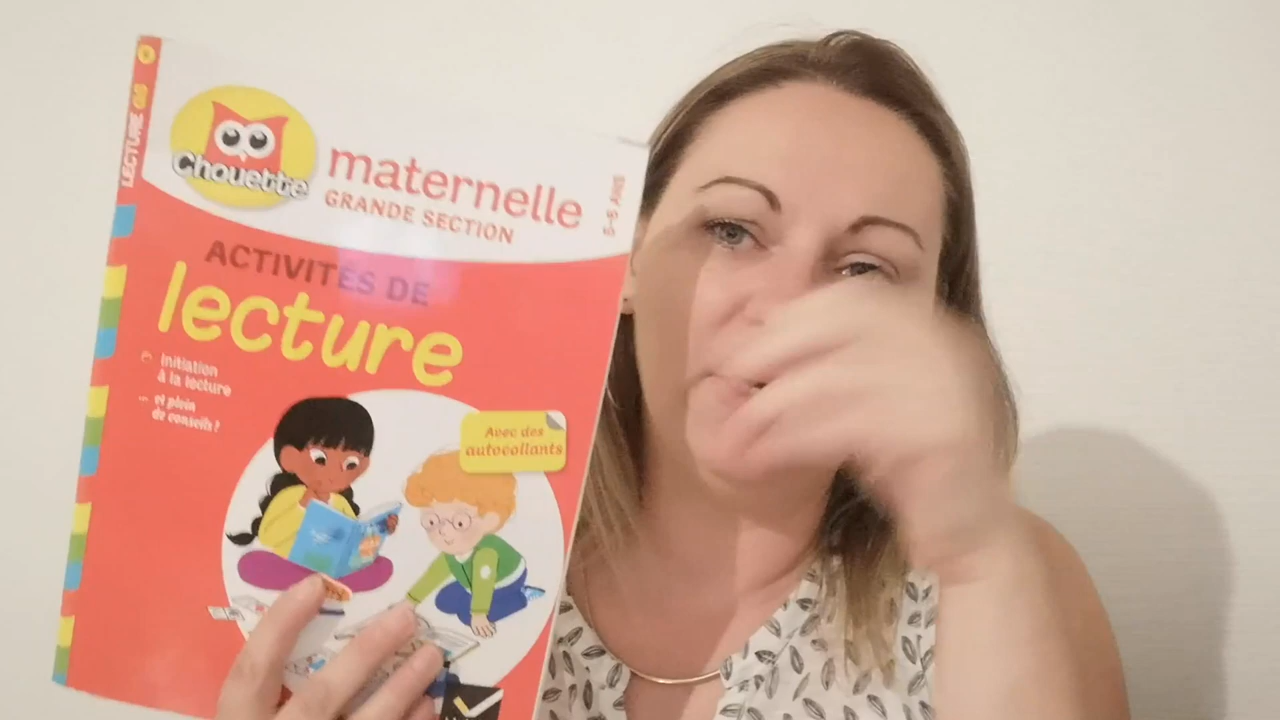 LECTURE GS
Chouette
maternelle
GRANDE SECTION
5-6 ANS
ACTIVITÉS DE
lecture
Initiation
à la lecture
et plein
de conseils !
Avec des
autocollants